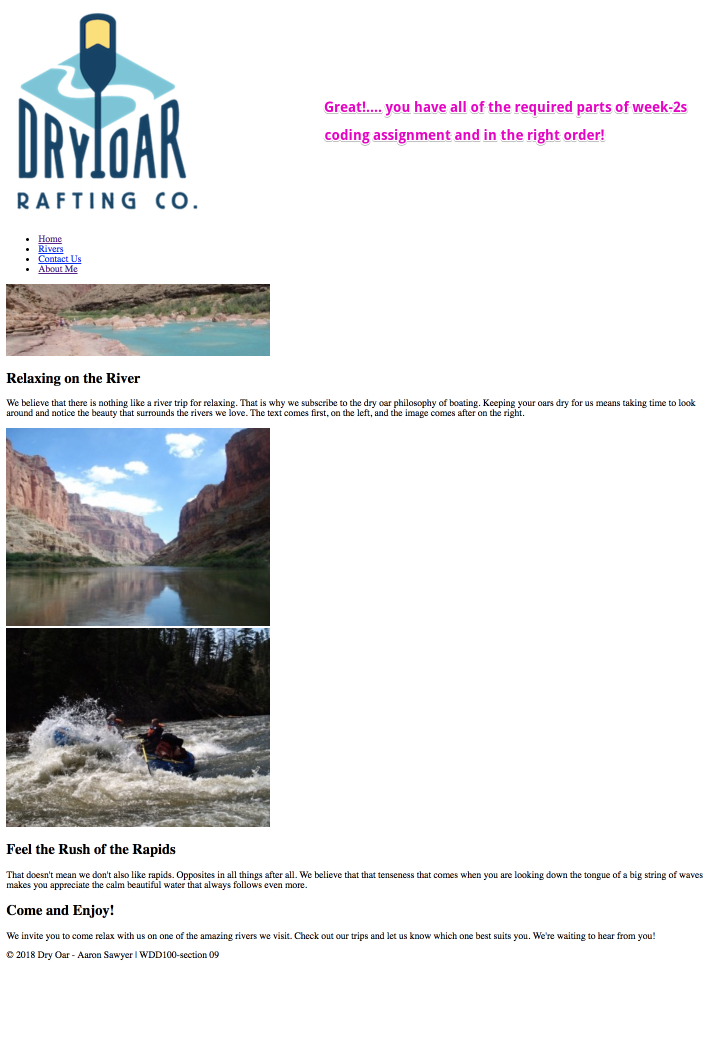 DRY OAR
RAFTING CO.
Great!.... you have all of the required parts of week-2s
coding assignment and in the right order!
Home
Rivers
Contact Us
About Me
Relaxing on the River
We believe that there is nothing like a river trip for relaxing. That is why we subscribe to the dry oar philosophy of boating. Keeping your oars dry for us means taking time to look
around and notice the beauty that surrounds the rivers we love. The text comes first, on the left, and the image comes after on the right.
Feel the Rush of the Rapids
That doesn't mean we don't also like rapids. Opposites in all things after all. We believe that that tenseness that comes when you are looking down the tongue of a big string of waves
makes you appreciate the calm beautiful water that always follows even more.
Come and Enjoy!
We invite you to come relax with us on one of the amazing rivers we visit. Check out our trips and let us know which one best suits you. We're waiting to hear from you!
© 2018 Dry Oar - Aaron Sawyer | WDD100-section 09